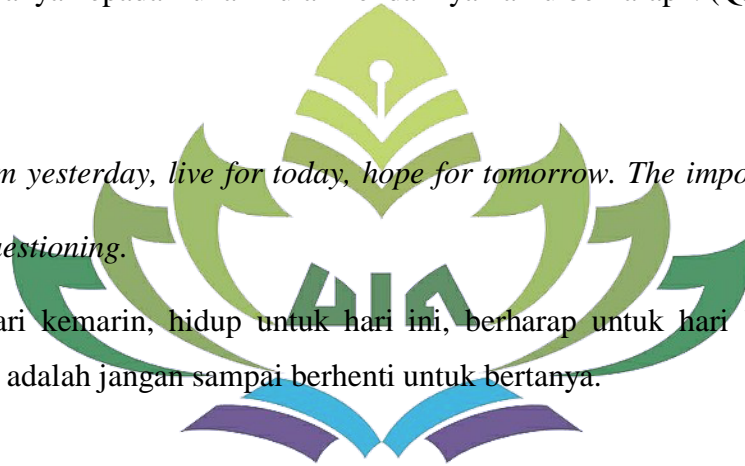 (Q
m yesterday, live for today, hope for tomorrow. The impo
uestioning.
UIN
ari kemarin, hidup untuk hari ini, berharap untuk hari
adalah jangan sampai berhenti untuk bertanya.